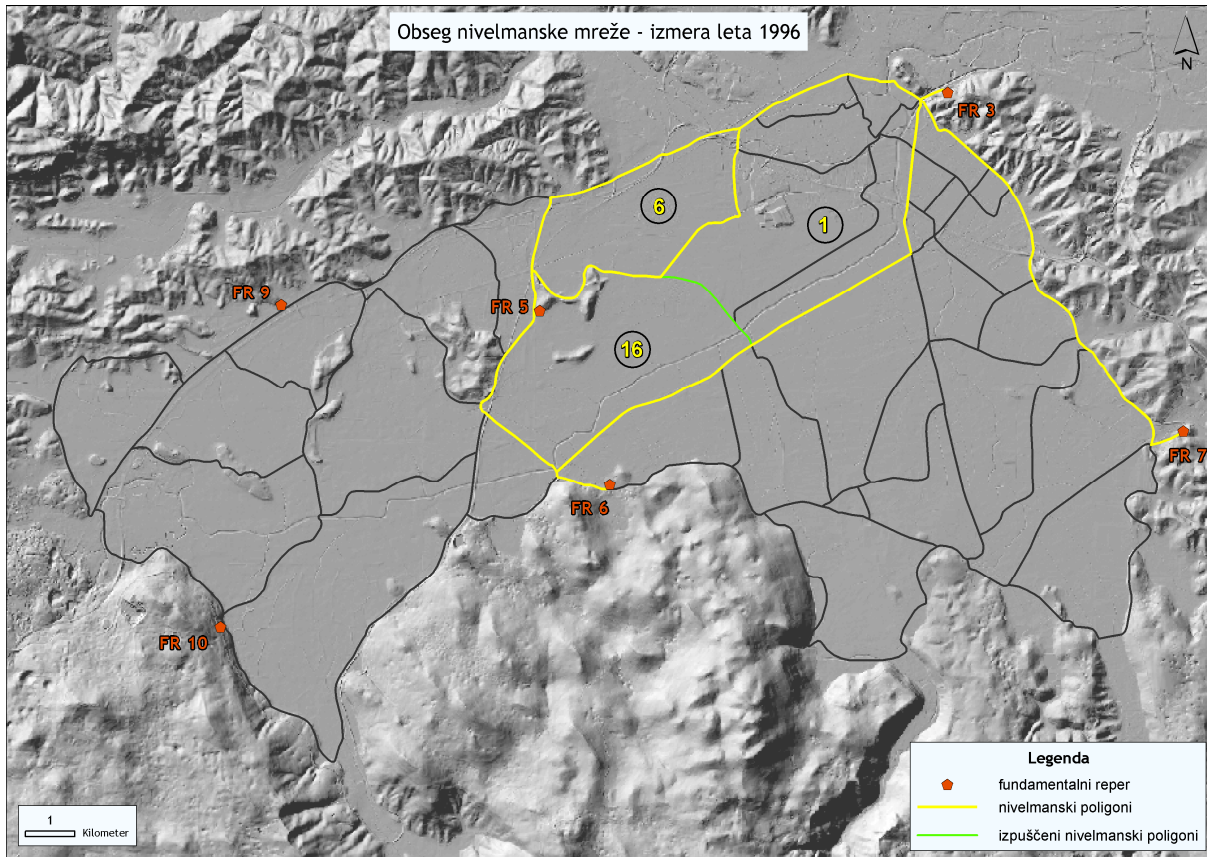 Obseg nivelmanske mreže - izmera leta 1996
N
FR 3
6
1
FR 9
FR 5
16
FR 7
FR 6
FR 10
Legenda
fundamentalni reper
nivelmanski poligoni
izpuščeni nivelmanski poligoni
1
Kilometer